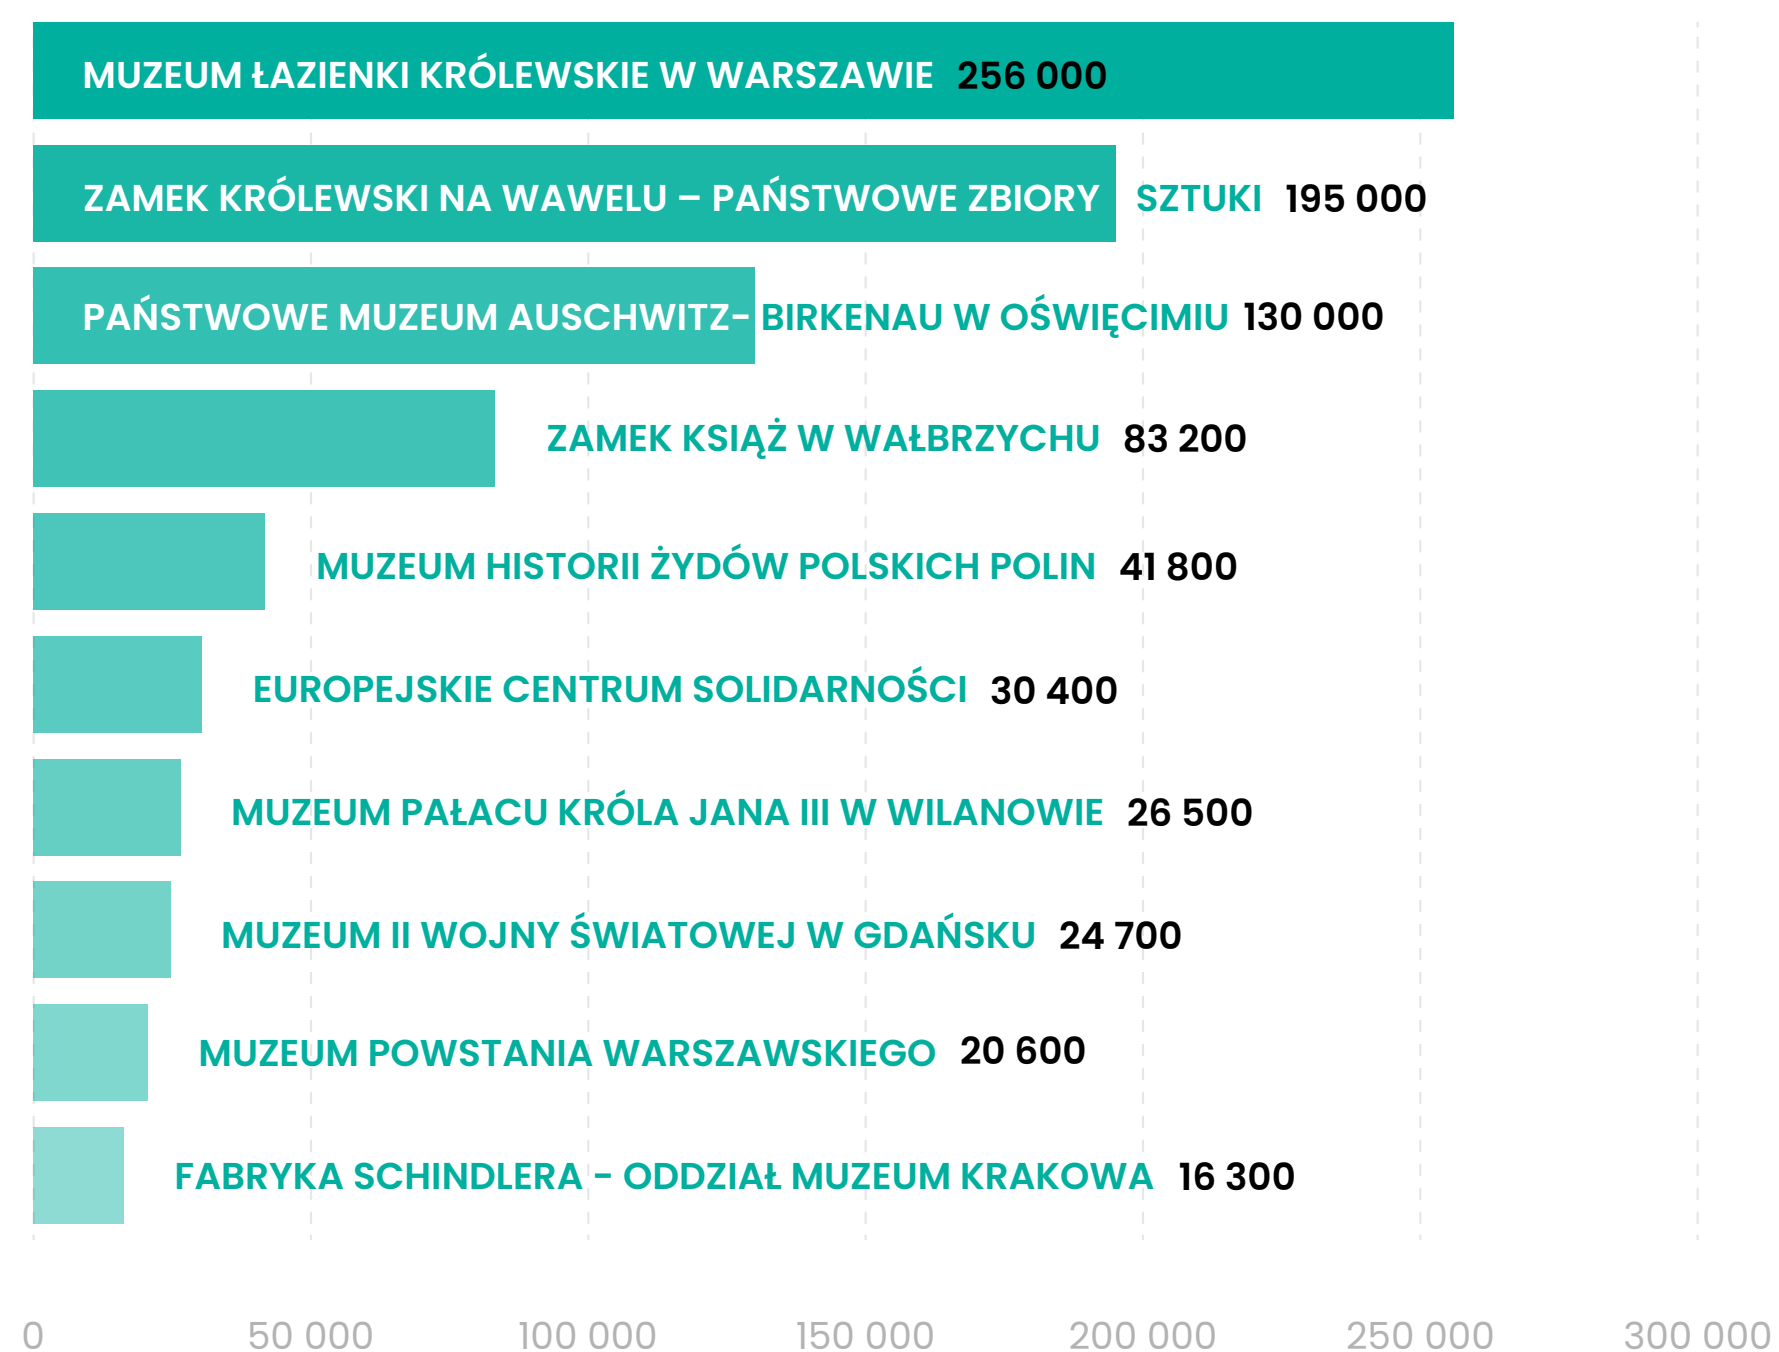 MUZEUM ŁAZIENKI KRÓLEWSKIE W WARSZAWIE 256 000
ZAMEK KRÓLEWSKI NA WAWELU – PAŃSTWOWE ZBIORY SZTUKI 195 000
PAŃSTWOWE MUZEUM AUSCHWITZ- BIRKENAU W OŚWIĘCIMIU 130 000
ZAMEK KSIĄŻ W WAŁBRZYCHU 83 200
MUZEUM HISTORII ŻYDÓW POLSKICH POLIN 41 800
EUROPEJSKIE CENTRUM SOLIDARNOŚCI 30 400
MUZEUM PAŁACU KRÓLA JANA III W WILANOWIE 26 500
MUZEUM II WOJNY ŚWIATOWEJ W GDAŃSKU 24 700
MUZEUM POWSTANIA WARSZAWSKIEGO 20 600
FABRYKA SCHINDLERA - ODDZIAŁ MUZEUM KRAKOWA 16 300
0 50 000 100 000 150 000 200 000 250 000 300 000